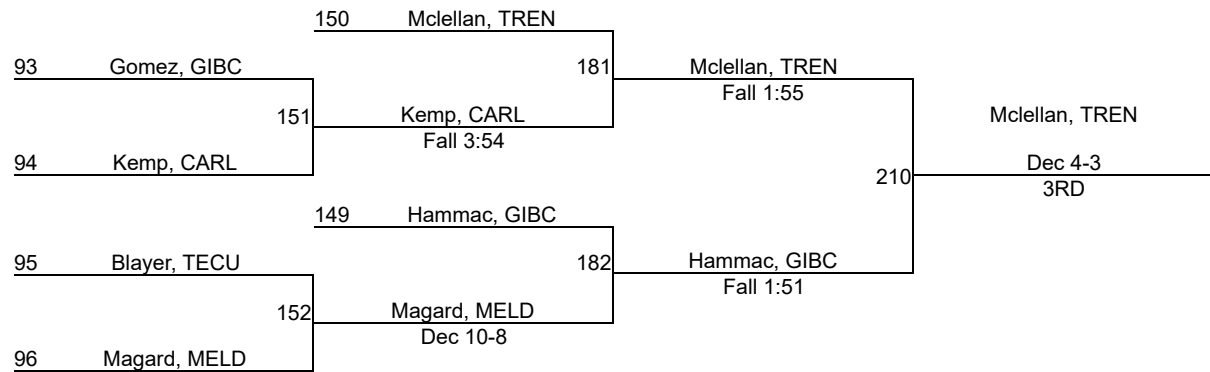 150 Mclellan, TREN
93 Gomez, GIBC
181
Mclellan, TREN
Fall 1:55
151
Kemp, CARL
Fall 3:54
Mclellan, TREN
94 Kemp, CARL
Dec 4-3
210
3RD
149 Hammac, GIBC
95 Blayer, TECU
182
Hammac, GIBC
Fall 1:51
152
Magard, MELD
Dec 10-8
96 Magard, MELD